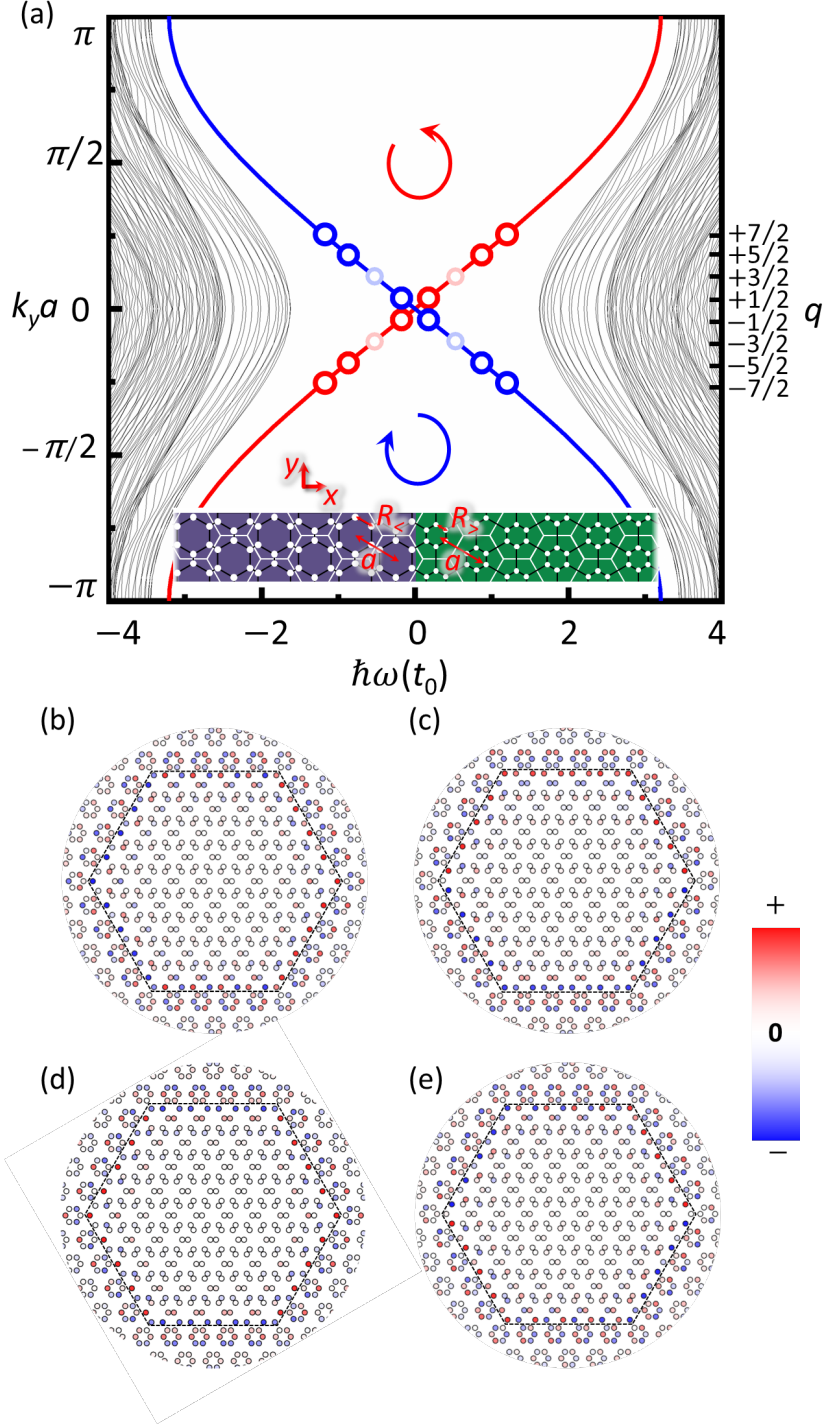 (a)
π
π/2
k_y a 0
-π/2
-π
+7/2
+5/2
+3/2
+1/2
−1/2
−3/2
−5/2
−7/2
q
y
x
R<
R>
a
a
−4
−2
0
2
4
ℏω(t₀)
(b)
(c)
(d)
(e)
+
0
−